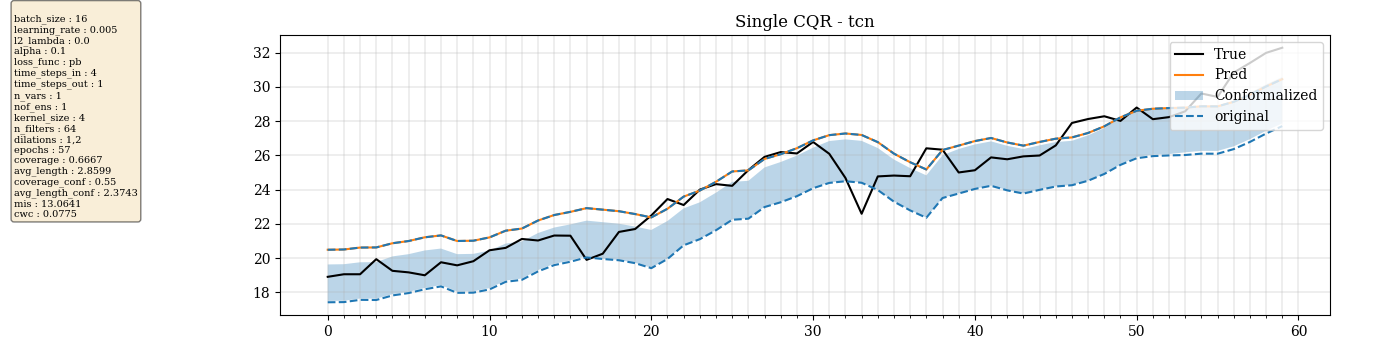 batch_size : 16
learning_rate : 0.005
l2_lambda : 0.0
alpha : 0.1
loss_func : pb
time_steps_in : 4
time_steps_out : 1
n_vars : 1
nof_ens : 1
kernel_size : 4
n_filters : 64
dilations : 1,2
epochs : 57
coverage : 0.6667
avg_length : 2.8599
coverage_conf : 0.55
avg_length_conf : 2.3743
mis : 13.0641
cwc : 0.0775
Single CQR - tcn
32
30
28
26
24
22
20
18
True
Pred
Conformalized
original
0 10 20 30 40 50 60